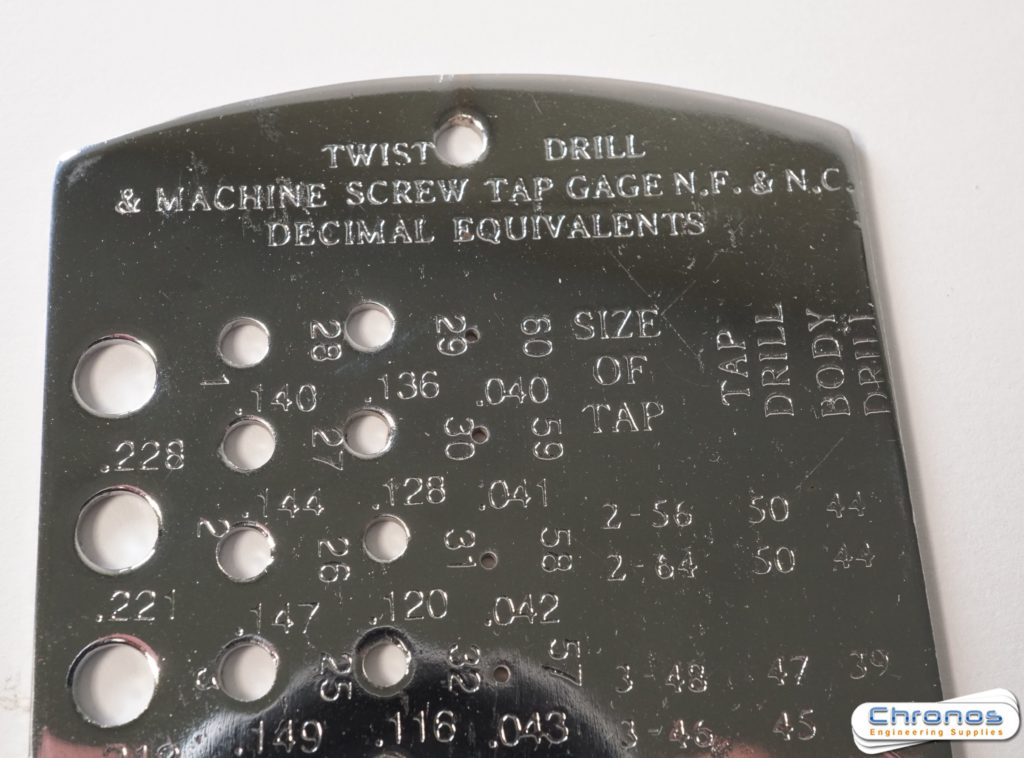 TWIST DRILL
& MACHINE SCREW TAP GAGE N.F. & N.C.
DECIMAL EQUIVALENTS
1 28 29 60
.228 .140 .136 .040
2 27 30 59
.221 .144 .128 .041
3 26 31 58
.147 .120 .042
25 32 57
.149 .116 .043
SIZE OF TAP
TAP DRILL
BODY DRILL
2-56 50 44
2-64 50 44
3-48 47 39
45
Chronos
Engineering Supplies